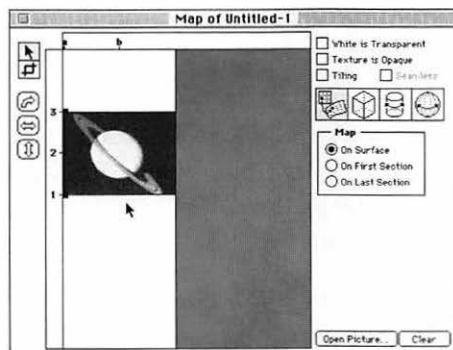 Map of Untitled-1
a b
White is Transparent
Texture is Opaque
Tiling Seamless
3
2
1
Map
On Surface
On First Section
On Last Section
Open Picture... Clear